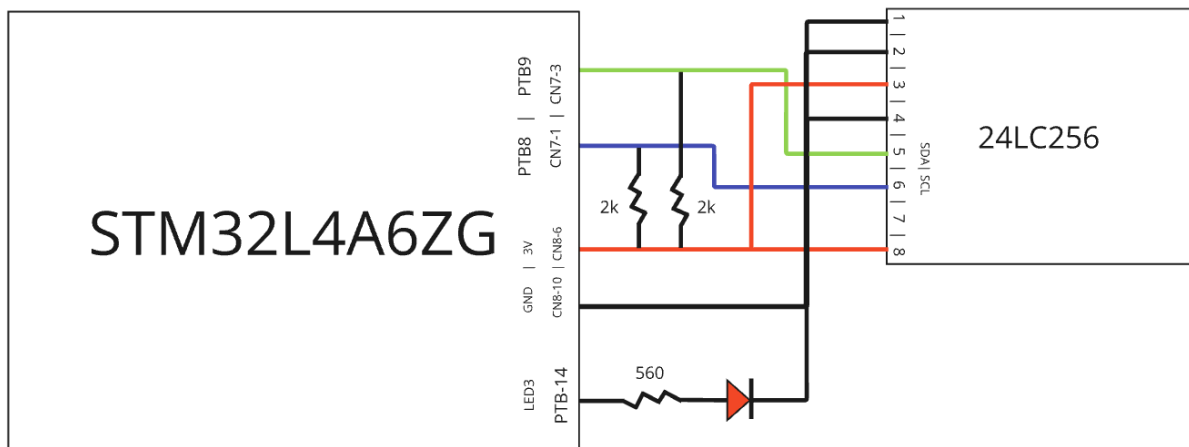 STM32L4A6ZG
PTB8 | PTB9
CN7-1 | CN7-3
GND | 3V
CN8-10 | CN8-6
LED3
PTB-14
2k
2k
560
1 | 2 | 3 | 4 | 5 | 6 | 7 | 8
SDA | SCL
24LC256